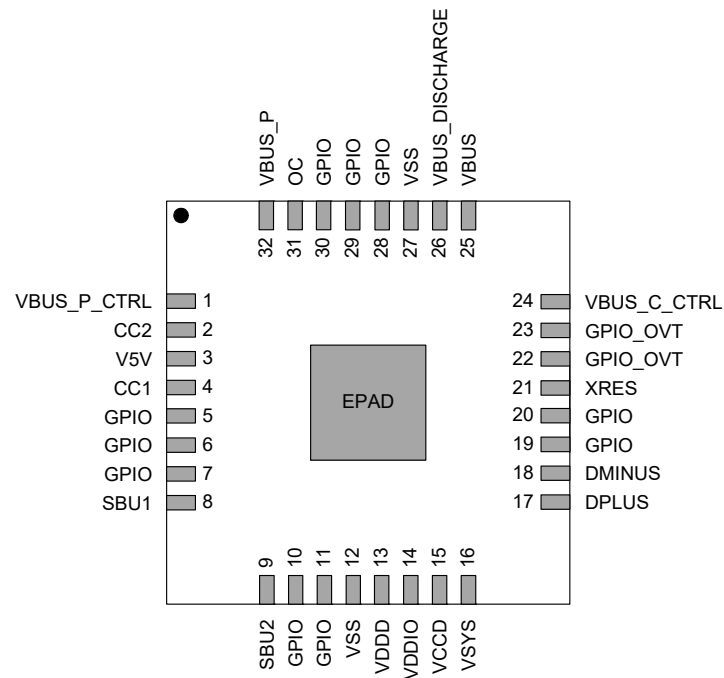 VBUS_P
OC
GPIO
GPIO
GPIO
VSS
VBUS_DISCHARGE
VBUS
32
31
30
29
28
27
26
25
VBUS_P_CTRL 1
CC2 2
V5V 3
CC1 4
GPIO 5
GPIO 6
GPIO 7
SBU1 8
EPAD
24 VBUS_C_CTRL
23 GPIO_OVT
22 GPIO_OVT
21 XRES
20 GPIO
19 GPIO
18 DMINUS
17 DPLUS
9
10
11
12
13
14
15
16
SBU2
GPIO
GPIO
VSS
VDDD
VDDIO
VCCD
VSYS